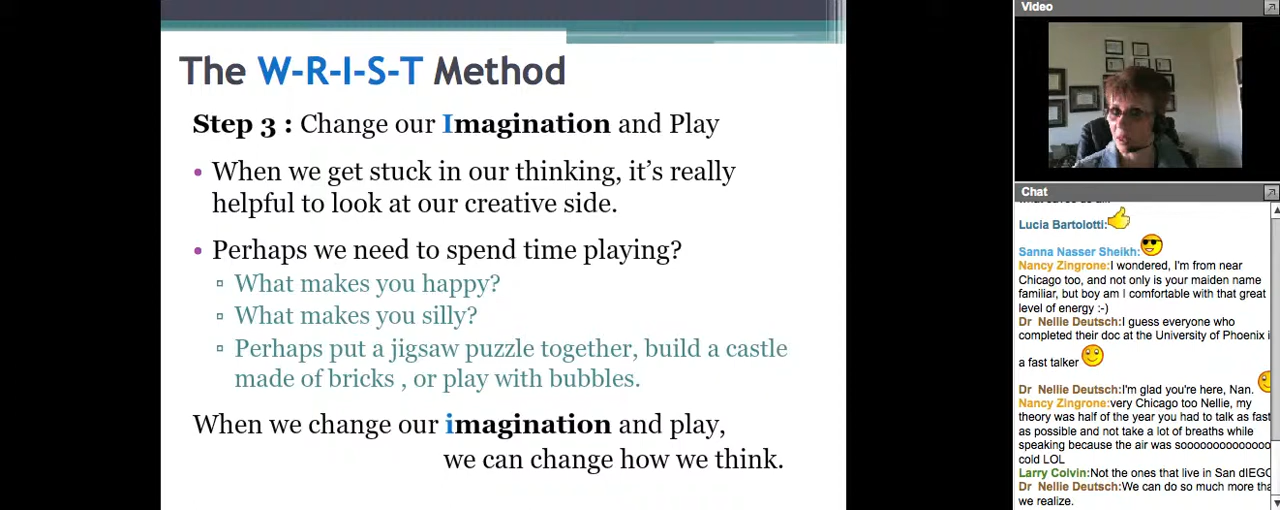 The W-R-I-S-T Method
Step 3 : Change our Imagination and Play
• When we get stuck in our thinking, it's really
helpful to look at our creative side.
• Perhaps we need to spend time playing?
▫ What makes you happy?
▫ What makes you silly?
▫ Perhaps put a jigsaw puzzle together, build a castle
made of bricks , or play with bubbles.
When we change our imagination and play,
we can change how we think.
Video
Chat
Lucia Bartolotti:
Sanna Nasser Sheikh:
Nancy Zingrone: I wondered, I'm from near
Chicago too, and not only is your maiden name
familiar, but boy am I comfortable with that great
level of energy :-)
Dr Nellie Deutsch: I guess everyone who
completed their doc at the University of Phoenix i
a fast talker
Dr Nellie Deutsch: I'm glad you're here, Nan.
Nancy Zingrone: very Chicago too Nellie, my
theory was half of the year you had to talk as fast
as possible and not take a lot of breaths while
speaking because the air was sooooooooooooo
cold LOL
Larry Colvin: Not the ones that live in San dIEGO
Dr Nellie Deutsch: We can do so much more tha
we realize.